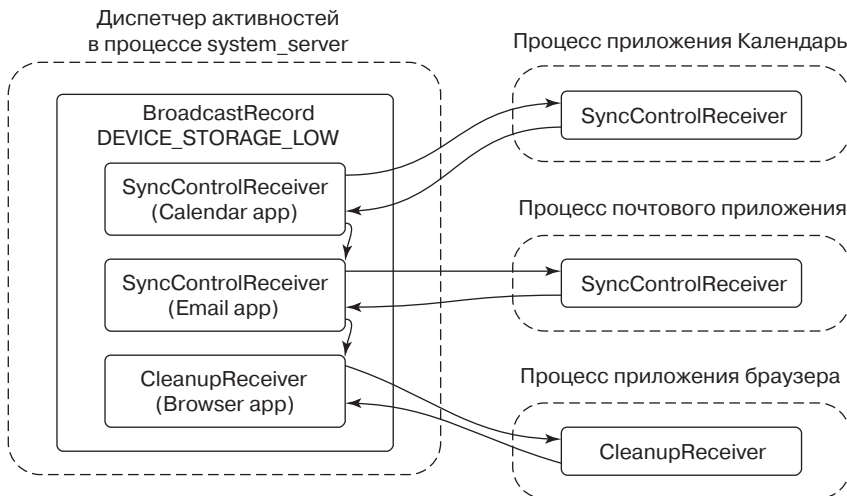 Диспетчер активностей
в процессе system_server
BroadcastRecord
DEVICE_STORAGE_LOW
SyncControlReceiver
(Calendar app)
SyncControlReceiver
(Email app)
CleanupReceiver
(Browser app)
Процесс приложения Календарь
SyncControlReceiver
Процесс почтового приложения
SyncControlReceiver
Процесс приложения браузера
CleanupReceiver